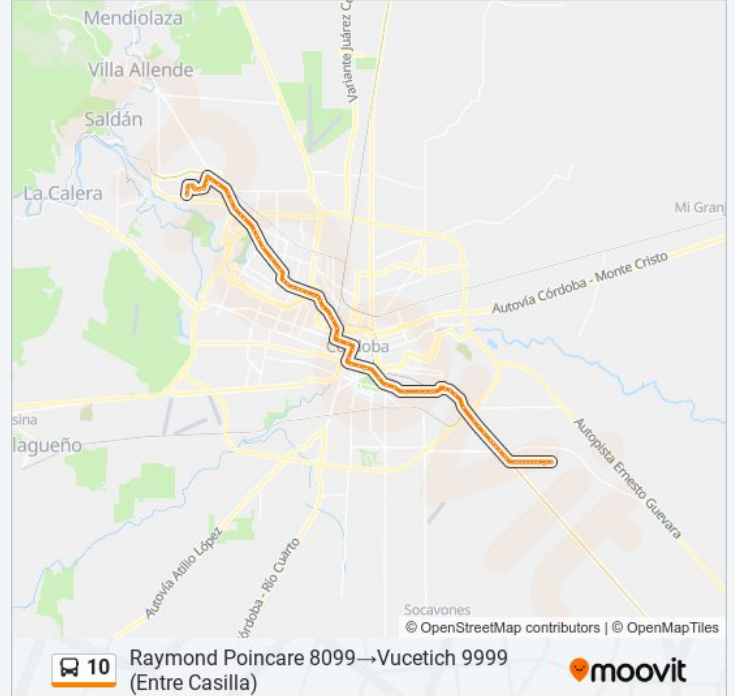 Mendiolaza
Variante Juárez Ce
Villa Allende
Saldán
La Calera
Mi Gran
Autovía Córdoba - Monte Cristo
Córdoba
sina
lagueño
Autopista Ernesto Guevara
Autovía Atilio López
órdoba - Río Cuarto
Socavones
© OpenStreetMap contributors | © OpenMapTiles
10 Raymond Poincare 8099→Vucetich 9999
(Entre Casilla)
moovit